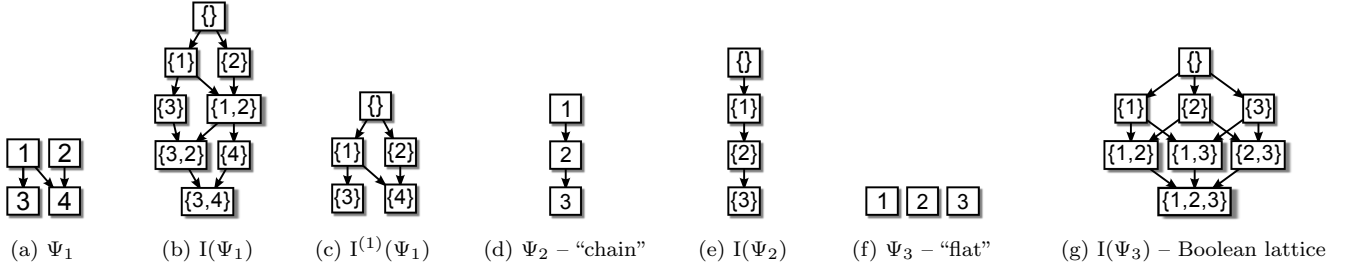 1 2
3 4
(a) Ψ₁
{}
{1} {2}
{3} {1,2}
{3,2} {4}
{3,4}
(b) I(Ψ₁)
{}
{1} {2}
{3} {4}
(c) I⁽¹⁾(Ψ₁)
1
2
3
(d) Ψ₂ – “chain”
{}
{1}
{2}
{3}
(e) I(Ψ₂)
1 2 3
(f) Ψ₃ – “flat”
{}
{1} {2} {3}
{1,2} {1,3} {2,3}
{1,2,3}
(g) I(Ψ₃) – Boolean lattice